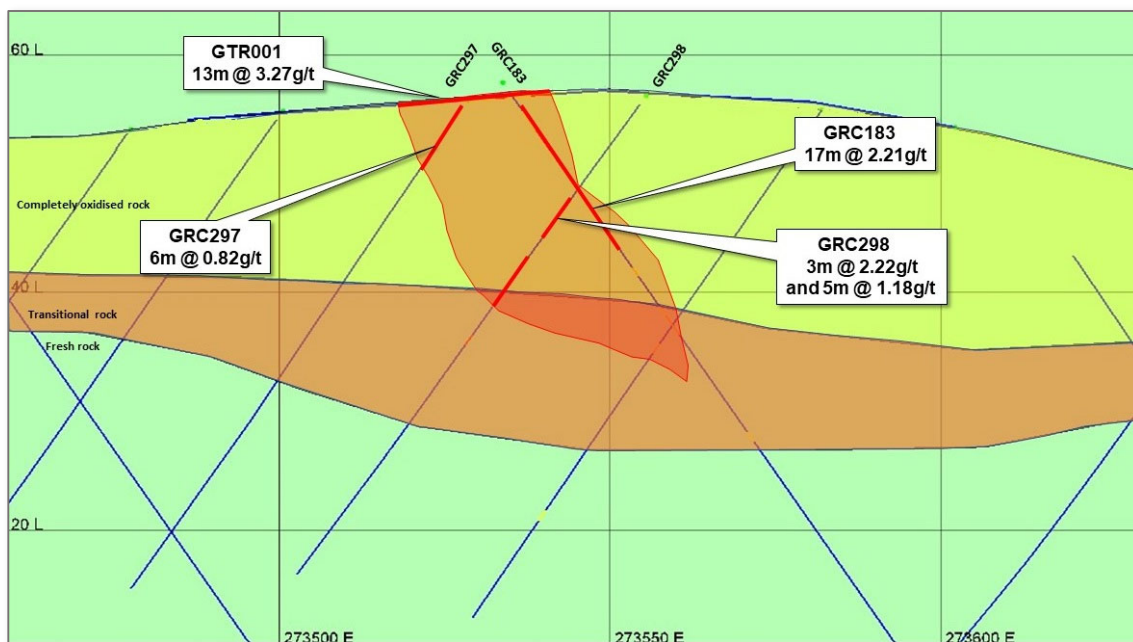 60 L
GTR001
13m @ 3.27g/t
GRC297
GRC183
GRC298
GRC183
17m @ 2.21g/t
Completely oxidised rock
GRC297
6m @ 0.82g/t
GRC298
3m @ 2.22g/t
and 5m @ 1.18g/t
40 L
Transitional rock
Fresh rock
20 L
273500 E
273550 E
273600 E